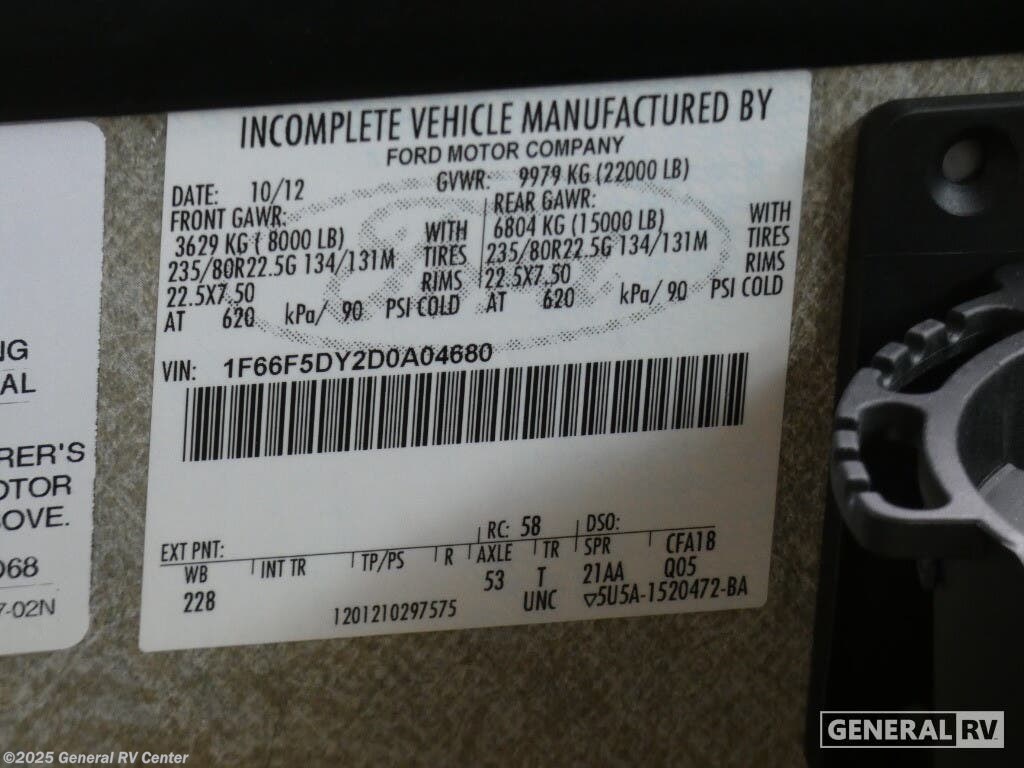 INCOMPLETE VEHICLE MANUFACTURED BY
FORD MOTOR COMPANY
DATE: 10/12 GVWR: 9979 KG (22000 LB)
FRONT GAWR: REAR GAWR:
3629 KG ( 8000 LB) WITH 6804 KG (15000 LB) WITH
235/80R22.5G 134/131M TIRES 235/80R22.5G 134/131M TIRES
22.5X7.50 RIMS 22.5X7.50 RIMS
AT 620 kPa/ 90 PSI COLD AT 620 kPa/ 90 PSI COLD
VIN: 1F66F5DY2D0A04680
EXT PNT: RC: 58 DSO:
WB INT TR TP/PS R AXLE TR SPR CFA18
228 53 T 21AA Q05
1201210297575 UNC ▽5U5A-1520472-BA
NG
AL
RER'S
OTOR
OVE.
068
7-02N
GENERAL RV
©2025 General RV Center